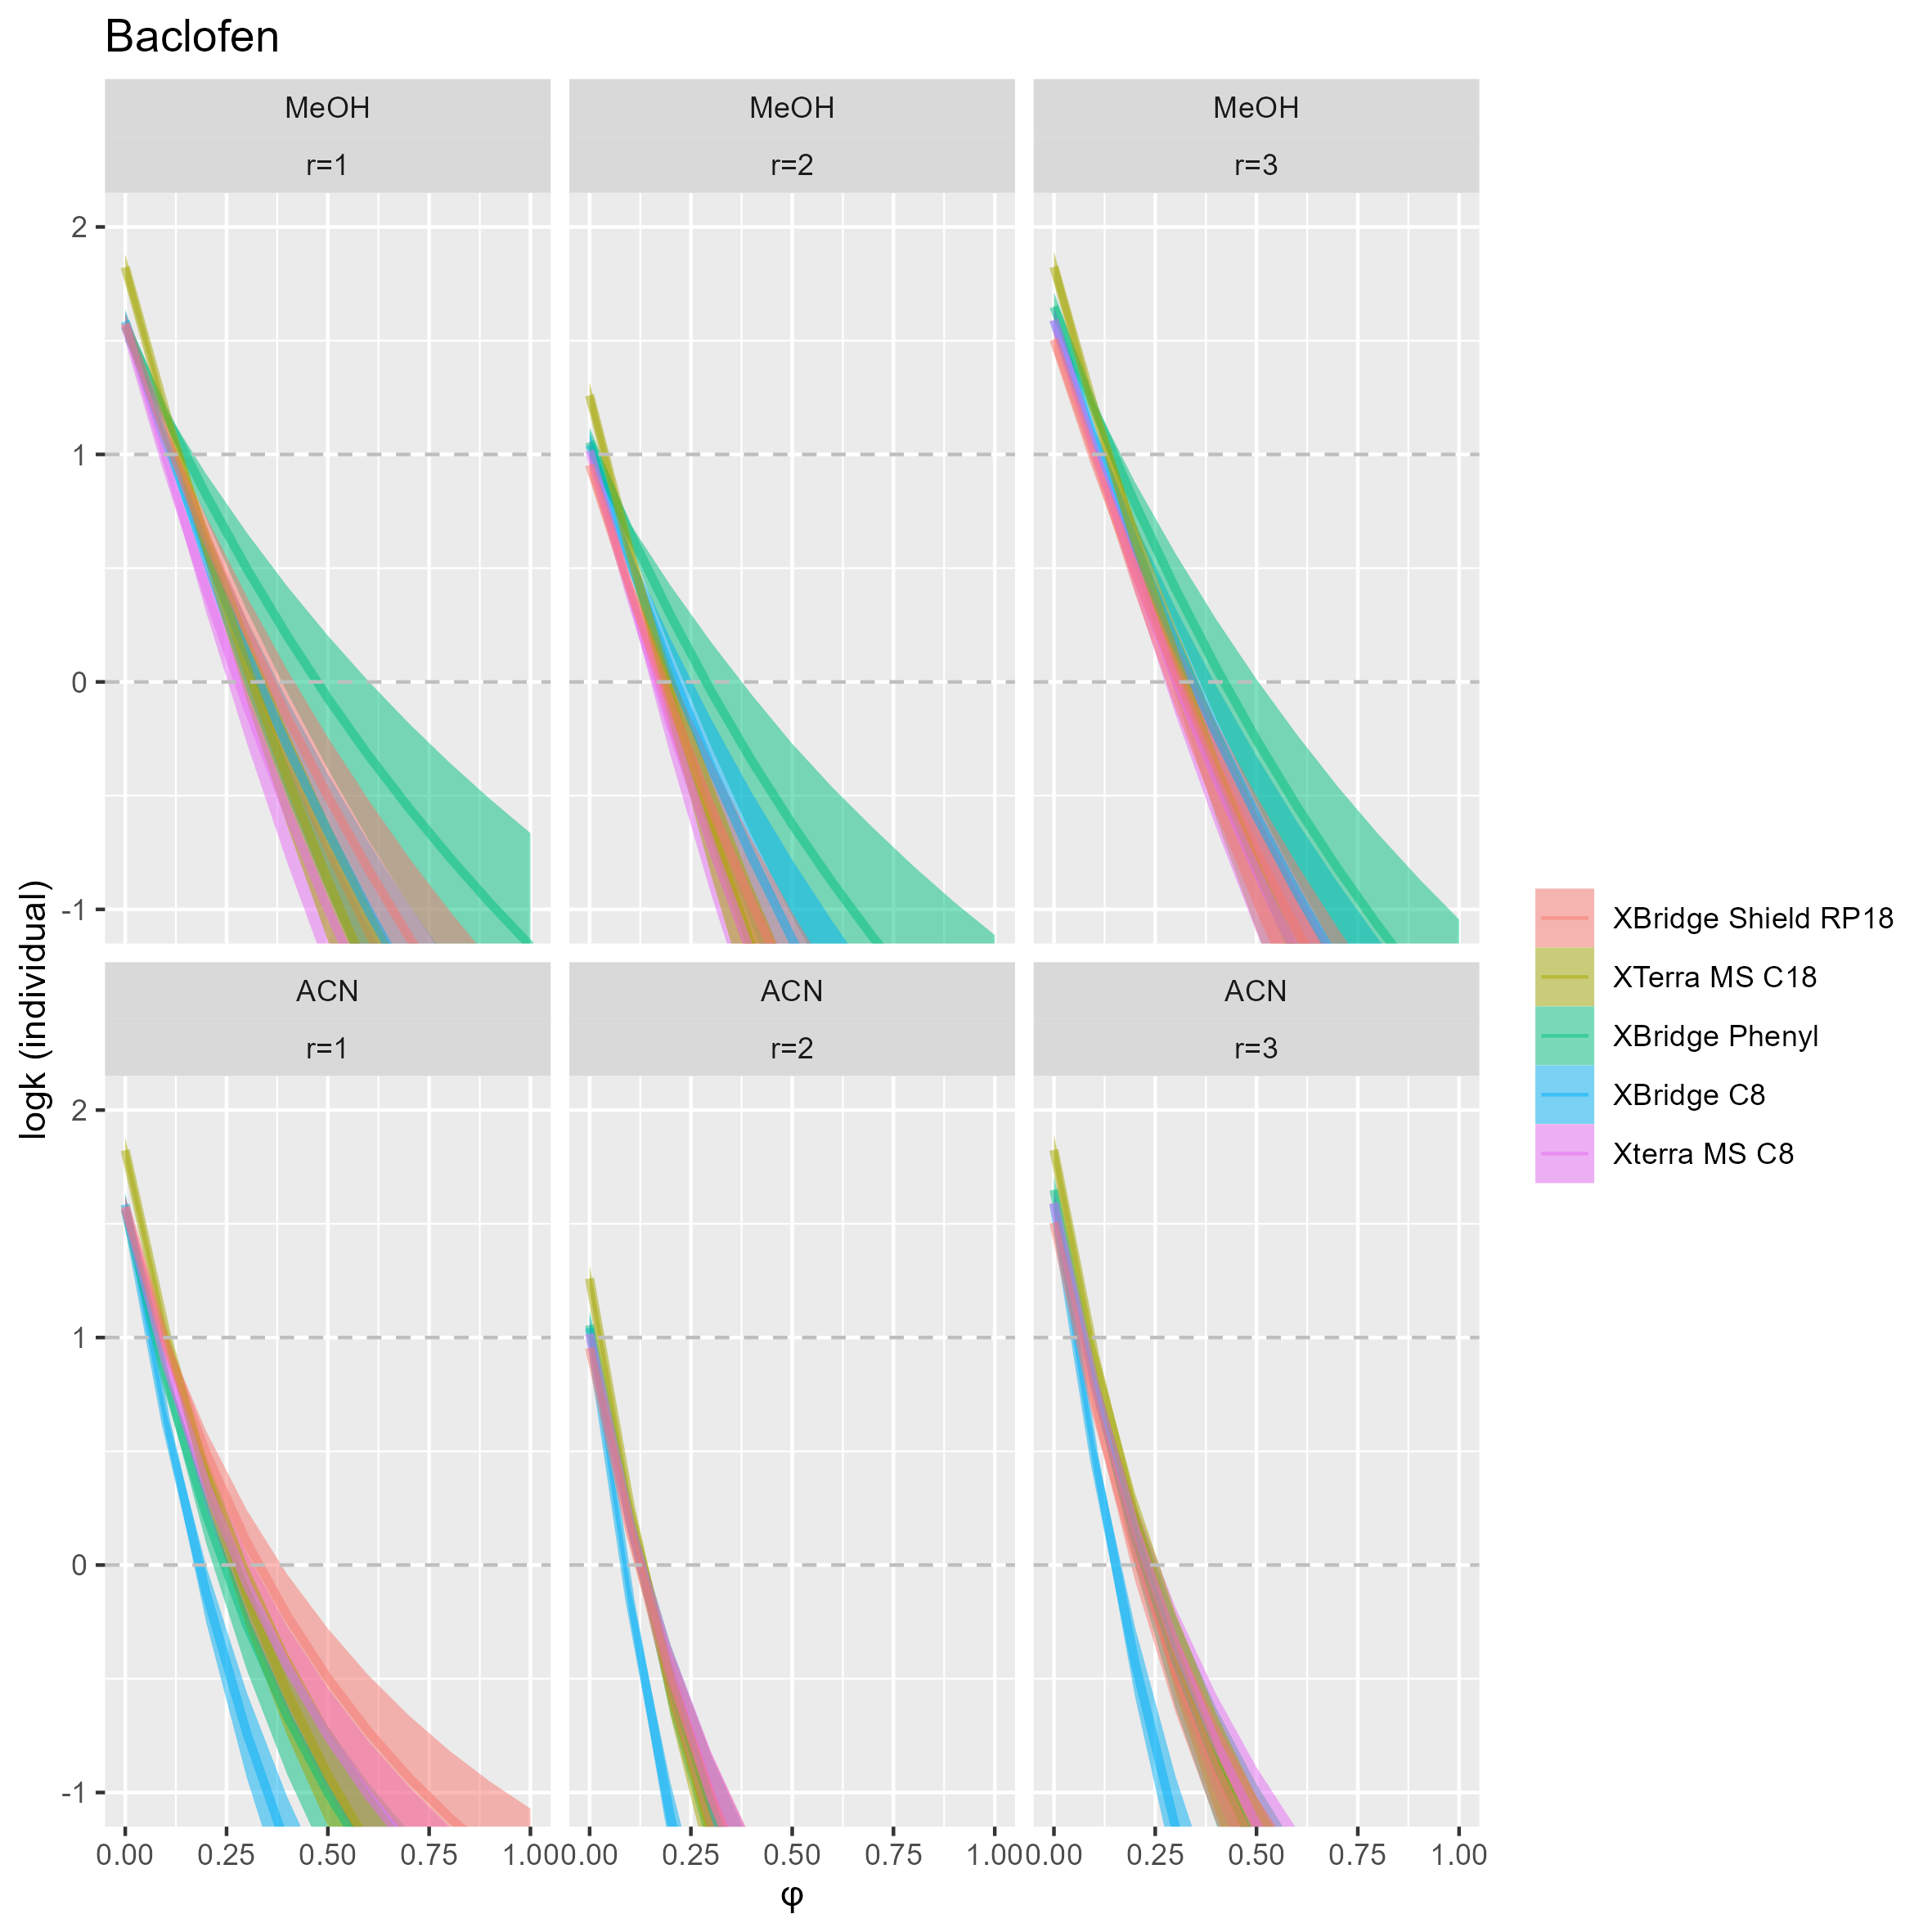 Baclofen
MeOH
MeOH
MeOH
r=1
r=2
r=3
2
1
0
-1
ACN
ACN
ACN
r=1
r=2
r=3
2
1
0
-1
0.00 0.25 0.50 0.75 1.00
0.00 0.25 0.50 0.75 1.00
0.00 0.25 0.50 0.75 1.00
φ
logk (individual)
XBridge Shield RP18
XTerra MS C18
XBridge Phenyl
XBridge C8
Xterra MS C8